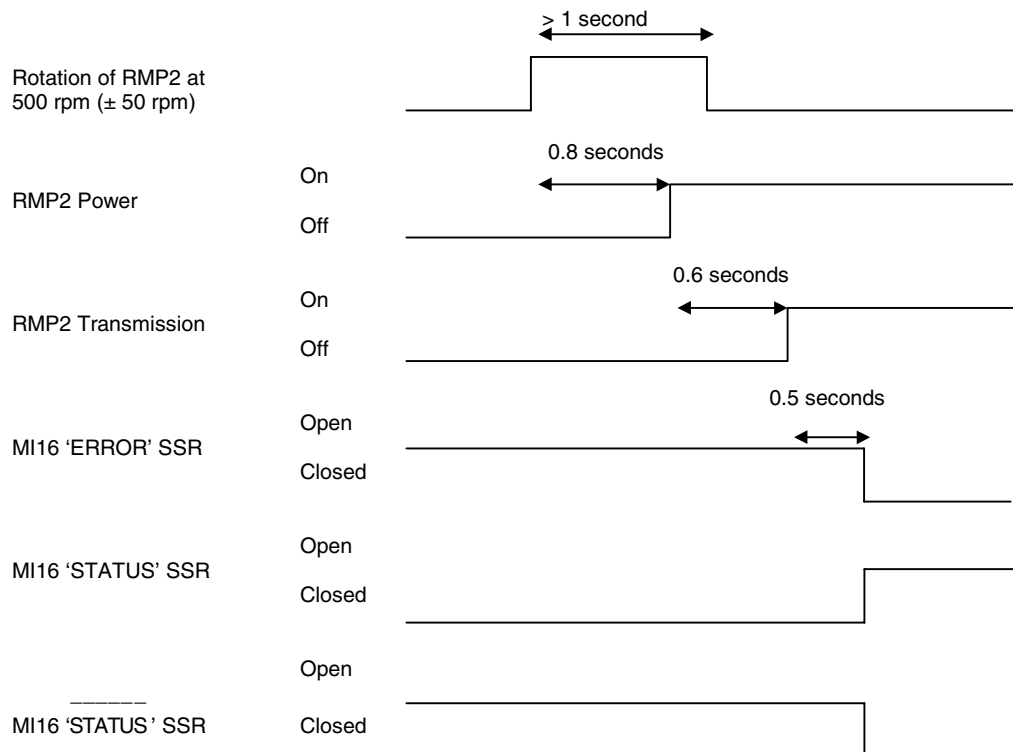 > 1 second
Rotation of RMP2 at
500 rpm (± 50 rpm)
0.8 seconds
On
RMP2 Power
Off
0.6 seconds
On
RMP2 Transmission
Off
0.5 seconds
Open
MI16 ‘ERROR’ SSR
Closed
Open
MI16 ‘STATUS’ SSR
Closed
Open
______
MI16 ‘STATUS’ SSR Closed